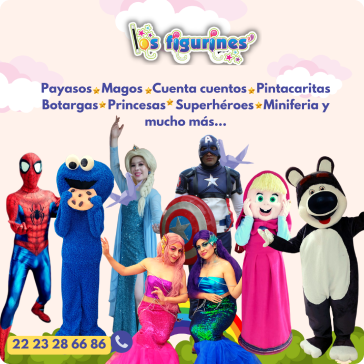 los figurines
Payasos Magos Cuenta cuentos Pintacaritas
Botargas Princesas Superhéroes Miniferia y
mucho más...
22 23 28 66 86